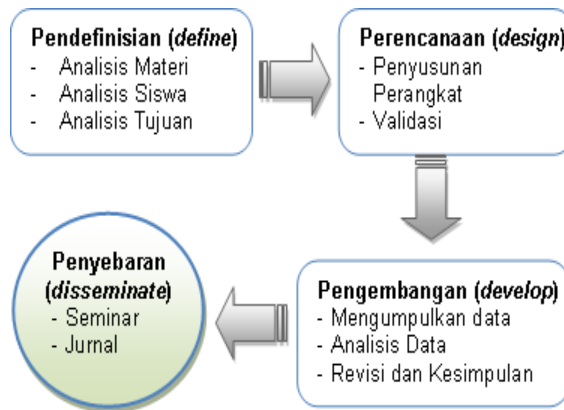 Pendefinisian (define)
- Analisis Materi
- Analisis Siswa
- Analisis Tujuan
Perencanaan (design)
- Penyusunan
Perangkat
- Validasi
Pengembangan (develop)
- Mengumpulkan data
- Analisis Data
- Revisi dan Kesimpulan
Penyebaran
(disseminate)
- Seminar
- Jurnal